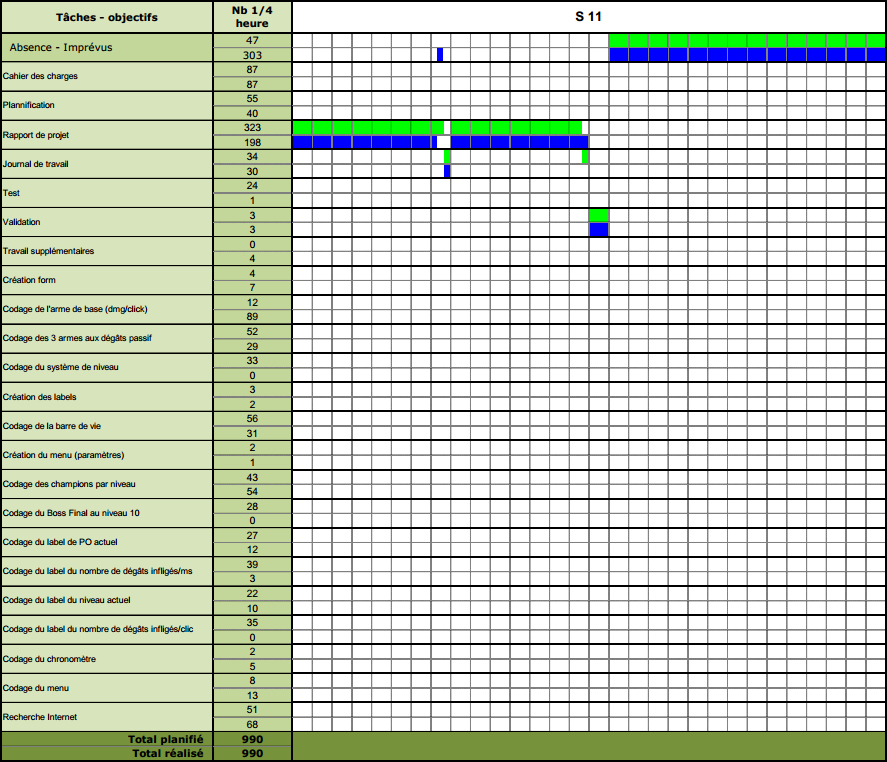 Tâches - objectifs
Nb 1/4
heure
S 11
Absence - Imprévus
47
303
Cahier des charges
87
87
Plannification
55
40
Rapport de projet
323
198
Journal de travail
34
30
Test
24
1
Validation
3
3
Travail supplémentaires
0
4
Création form
4
7
Codage de l'arme de base (dmg/click)
12
89
Codage des 3 armes aux dégâts passif
52
29
Codage du système de niveau
33
0
Création des labels
3
2
Codage de la barre de vie
56
31
Création du menu (paramètres)
2
1
Codage des champions par niveau
43
54
Codage du Boss Final au niveau 10
28
0
Codage du label de PO actuel
27
12
Codage du label du nombre de dégâts infligés/ms
39
3
Codage du label du niveau actuel
22
10
Codage du label du nombre de dégâts infligés/clic
35
0
Codage du chronomètre
2
5
Codage du menu
8
13
Recherche Internet
51
68
Total planifié 990
Total réalisé 990